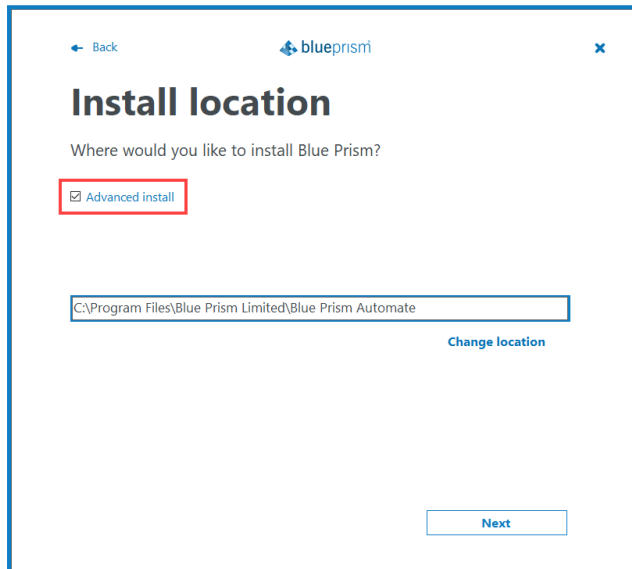 Back
blueprism
Install location
Where would you like to install Blue Prism?
Advanced install
C:\Program Files\Blue Prism Limited\Blue Prism Automate
Change location
Next